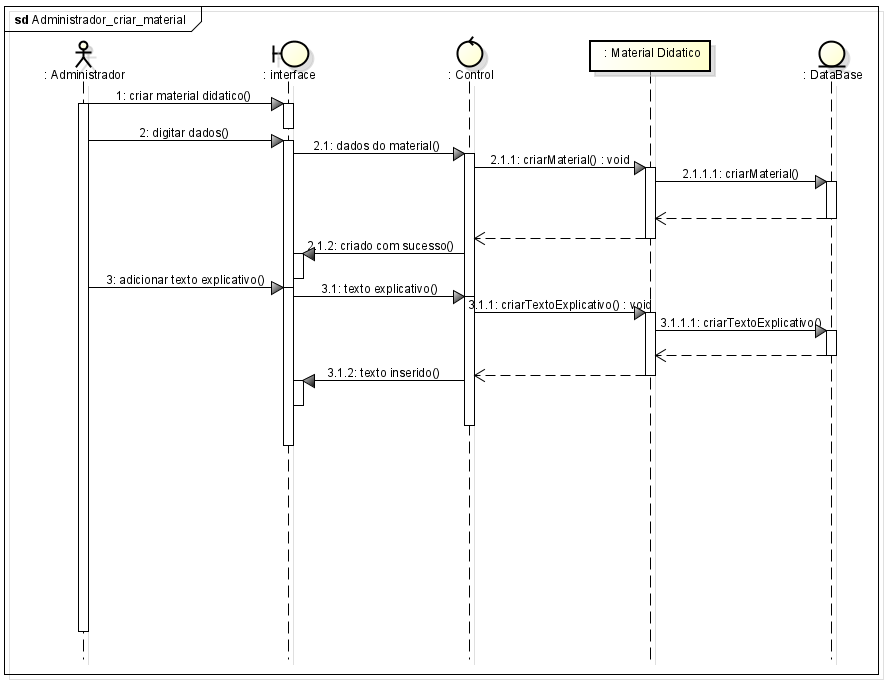 sd Administrador_criar_material
: Administrador
: interface
: Control
: Material Didatico
: DataBase
1: criar material didatico()
2: digitar dados()
2.1: dados do material()
2.1.1: criarMaterial() : void
2.1.1.1: criarMaterial()
2.1.2: criado com sucesso()
3: adicionar texto explicativo()
3.1: texto explicativo()
3.1.1: criarTextoExplicativo() : void
3.1.1.1: criarTextoExplicativo()
3.1.2: texto inserido()